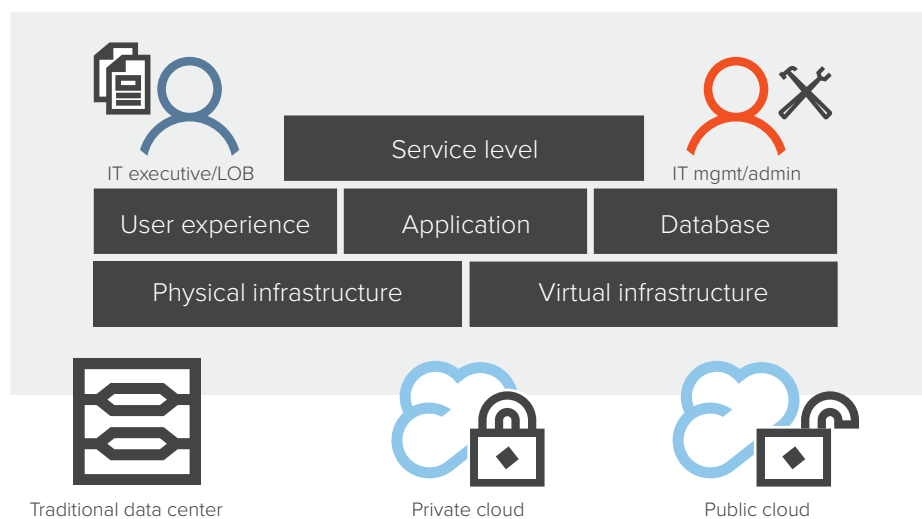 Service level
IT executive/LOB
IT mgmt/admin
User experience
Application
Database
Physical infrastructure
Virtual infrastructure
Traditional data center
Private cloud
Public cloud